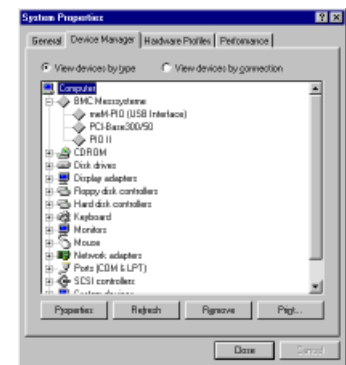 System Properties
General Device Manager Hardware Profiles Performance
View devices by type View devices by connection
Computer
BMC Messsysteme
meM-PIO (USB Interface)
PCI-Base300/50
PIO II
CDROM
Disk drives
Display adapters
Floppy disk controllers
Hard disk controllers
Keyboard
Monitors
Mouse
Network adapters
Ports (COM & LPT)
SCSI controllers
System devices
Properties Refresh Remove Print...
Close Cancel